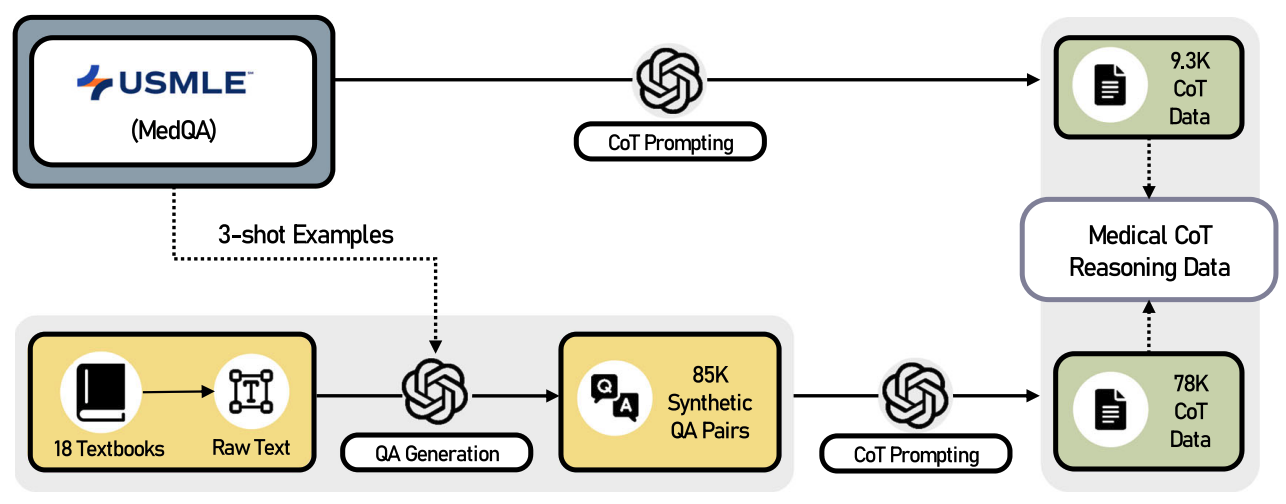 USMLE™
(MedQA)
CoT Prompting
9.3K
CoT
Data
3-shot Examples
Medical CoT
Reasoning Data
18 Textbooks
T
Raw Text
QA Generation
Q
A
85K
Synthetic
QA Pairs
CoT Prompting
78K
CoT
Data